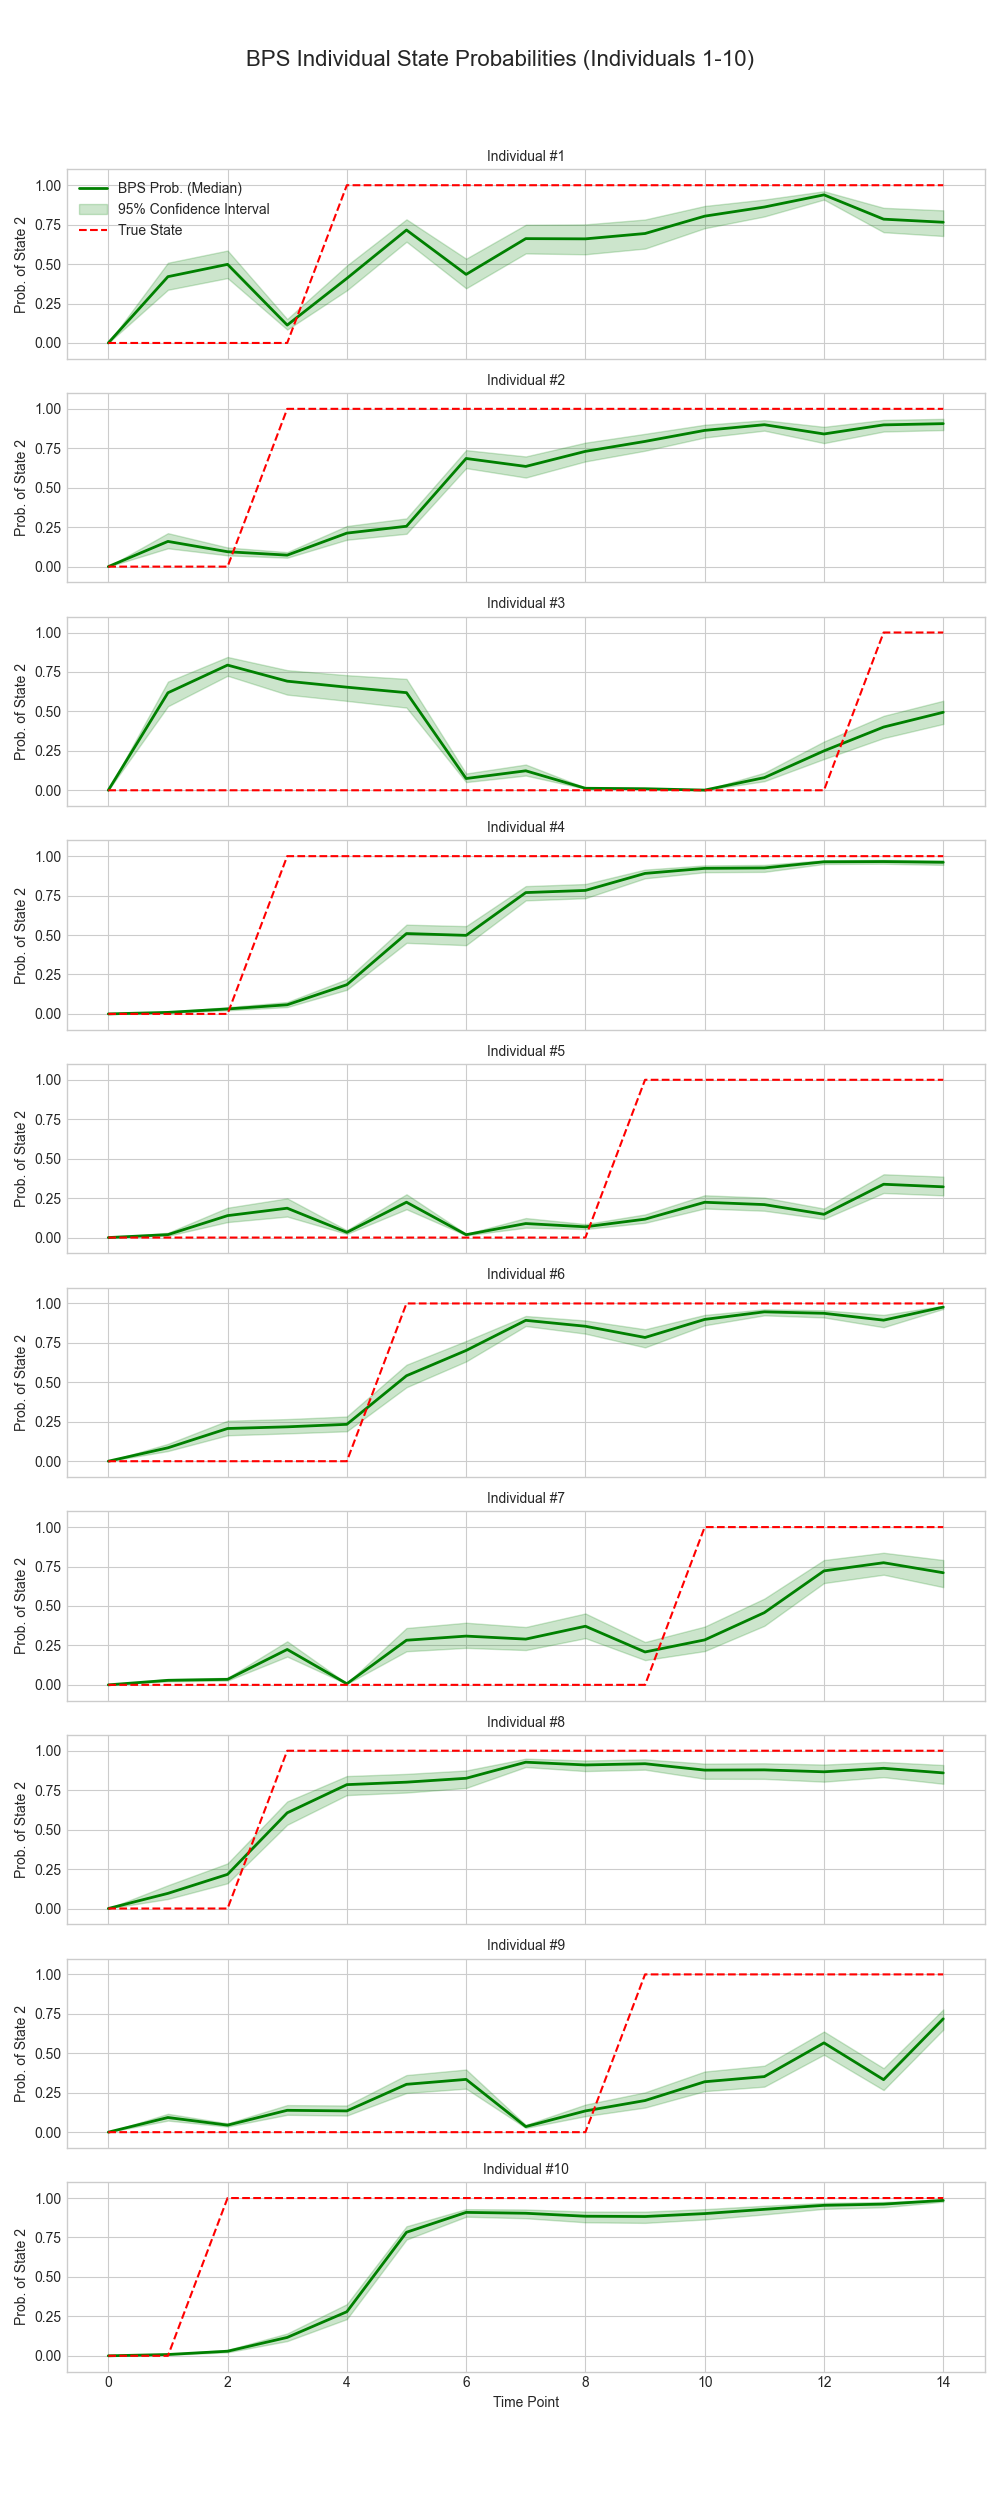 BPS Individual State Probabilities (Individuals 1-10)
Individual #1
BPS Prob. (Median)
95% Confidence Interval
True State
Prob. of State 2
1.00
0.75
0.50
0.25
0.00
Individual #2
Prob. of State 2
1.00
0.75
0.50
0.25
0.00
Individual #3
Prob. of State 2
1.00
0.75
0.50
0.25
0.00
Individual #4
Prob. of State 2
1.00
0.75
0.50
0.25
0.00
Individual #5
Prob. of State 2
1.00
0.75
0.50
0.25
0.00
Individual #6
Prob. of State 2
1.00
0.75
0.50
0.25
0.00
Individual #7
Prob. of State 2
1.00
0.75
0.50
0.25
0.00
Individual #8
Prob. of State 2
1.00
0.75
0.50
0.25
0.00
Individual #9
Prob. of State 2
1.00
0.75
0.50
0.25
0.00
Individual #10
Prob. of State 2
1.00
0.75
0.50
0.25
0.00
0 2 4 6 8 10 12 14
Time Point